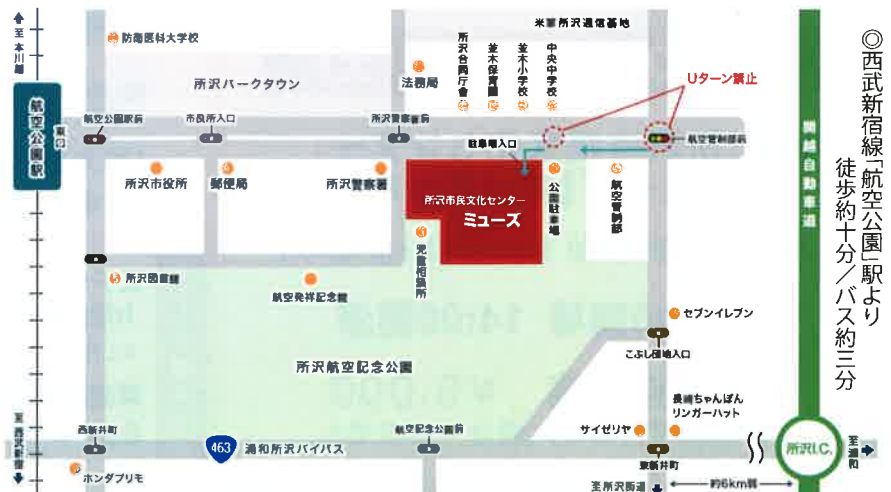 至 本川越
防衛医科大学校
米軍所沢通信基地
所沢パークタウン
法務局
所沢合同庁舎
並木保育園
並木小学校
中央中学校
Uターン禁止
航空公園駅
東口
航空公園駅前
市役所入口
所沢警察署前
駐車場入口
航空管制部前
所沢市役所
郵便局
所沢警察署
所沢市民文化センター
ミューズ
公園駐車場
航空管制部
児童相談所
所沢図書館
航空発祥記念館
セブンイレブン
こぶし団地入口
所沢航空記念公園
長崎ちゃんぽん
リンガーハット
サイゼリヤ
至 西武新宿
西新井町
463
浦和所沢バイパス
航空記念公園前
東新井町
ホンダプリモ
至所沢街道
約6km弱
関越自動車道
所沢I.C.
至浦和
◎西武新宿線「航空公園」駅より
徒歩約十分／バス約三分